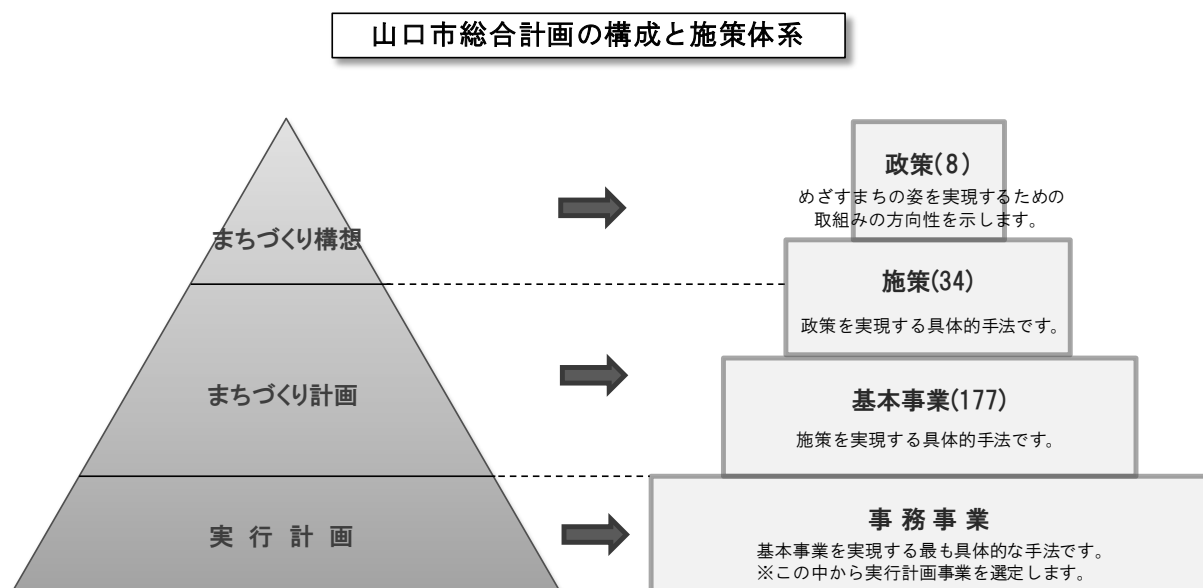 山口市総合計画の構成と施策体系
まちづくり構想
まちづくり計画
実 行 計 画
政策(8)
めざすまちの姿を実現するための
取組みの方向性を示します。
施策(34)
政策を実現する具体的手法です。
基本事業(177)
施策を実現する具体的手法です。
事 務 事 業
基本事業を実現する最も具体的な手法です。
※この中から実行計画事業を選定します。